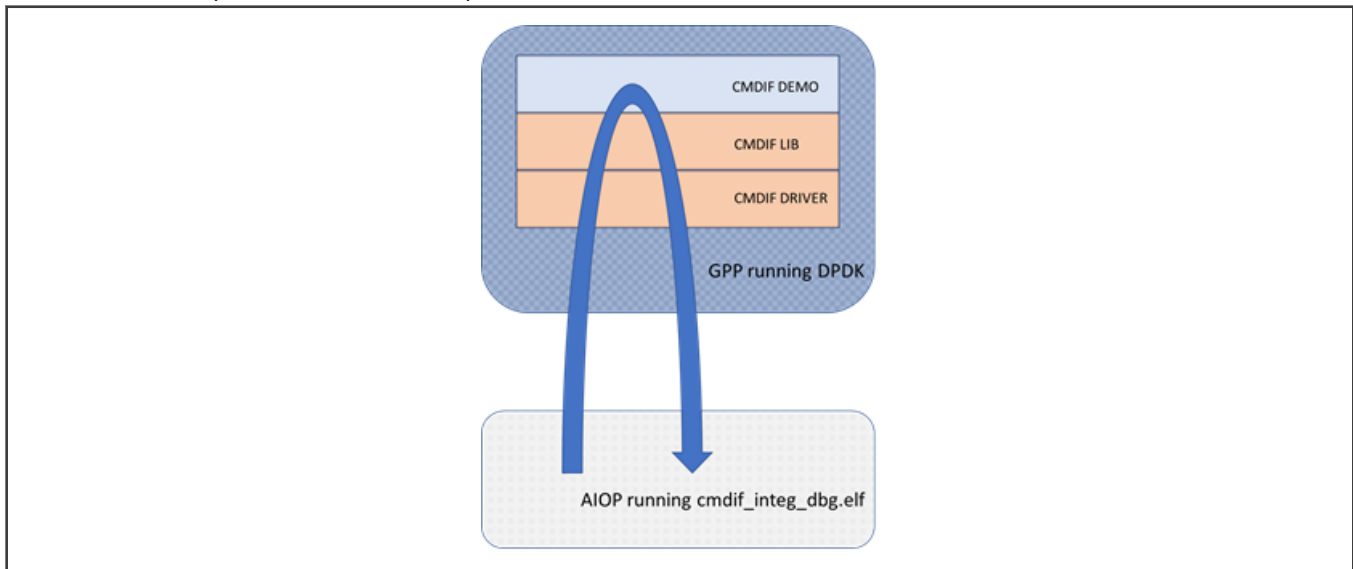 CMDIF DEMO
CMDIF LIB
CMDIF DRIVER
GPP running DPDK
AIOP running cmdif_integ_dbg.elf